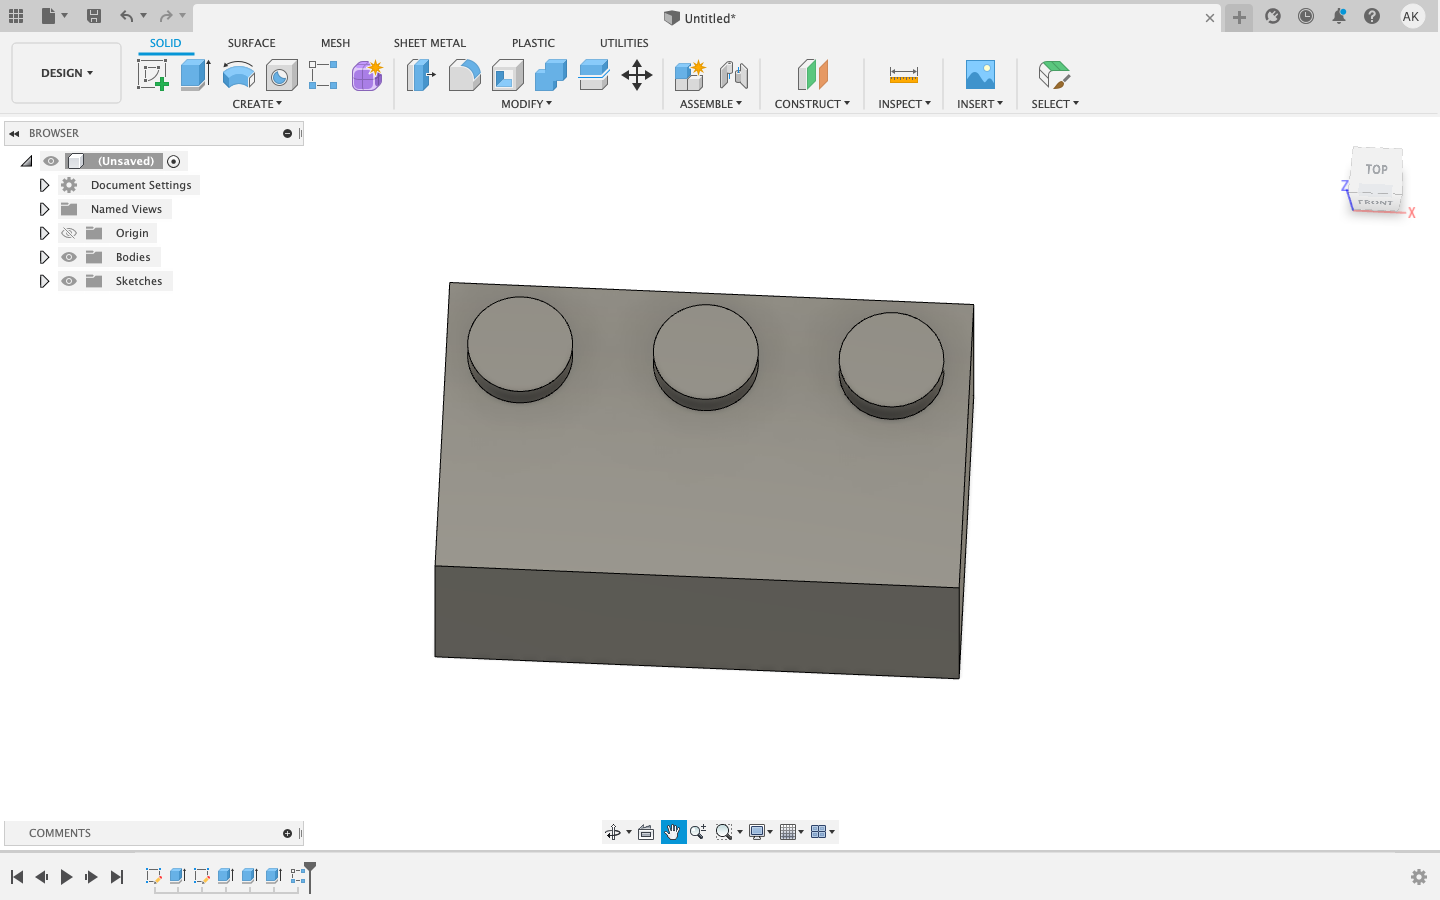 Untitled*
AK
DESIGN
SOLID
SURFACE
MESH
SHEET METAL
PLASTIC
UTILITIES
CREATE
MODIFY
ASSEMBLE
CONSTRUCT
INSPECT
INSERT
SELECT
BROWSER
(Unsaved)
Document Settings
Named Views
Origin
Bodies
Sketches
TOP
FRONT
Z
X
COMMENTS